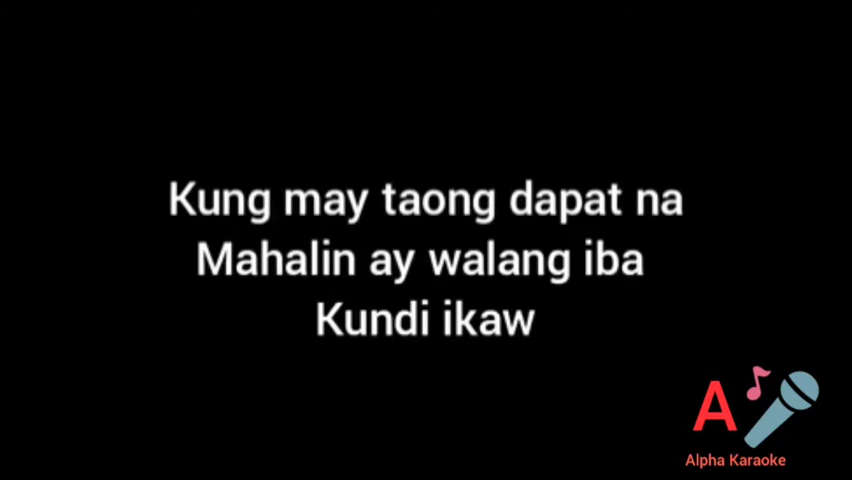 Kung may taong dapat na
Mahalin ay walang iba
Kundi ikaw
A
Alpha Karaoke